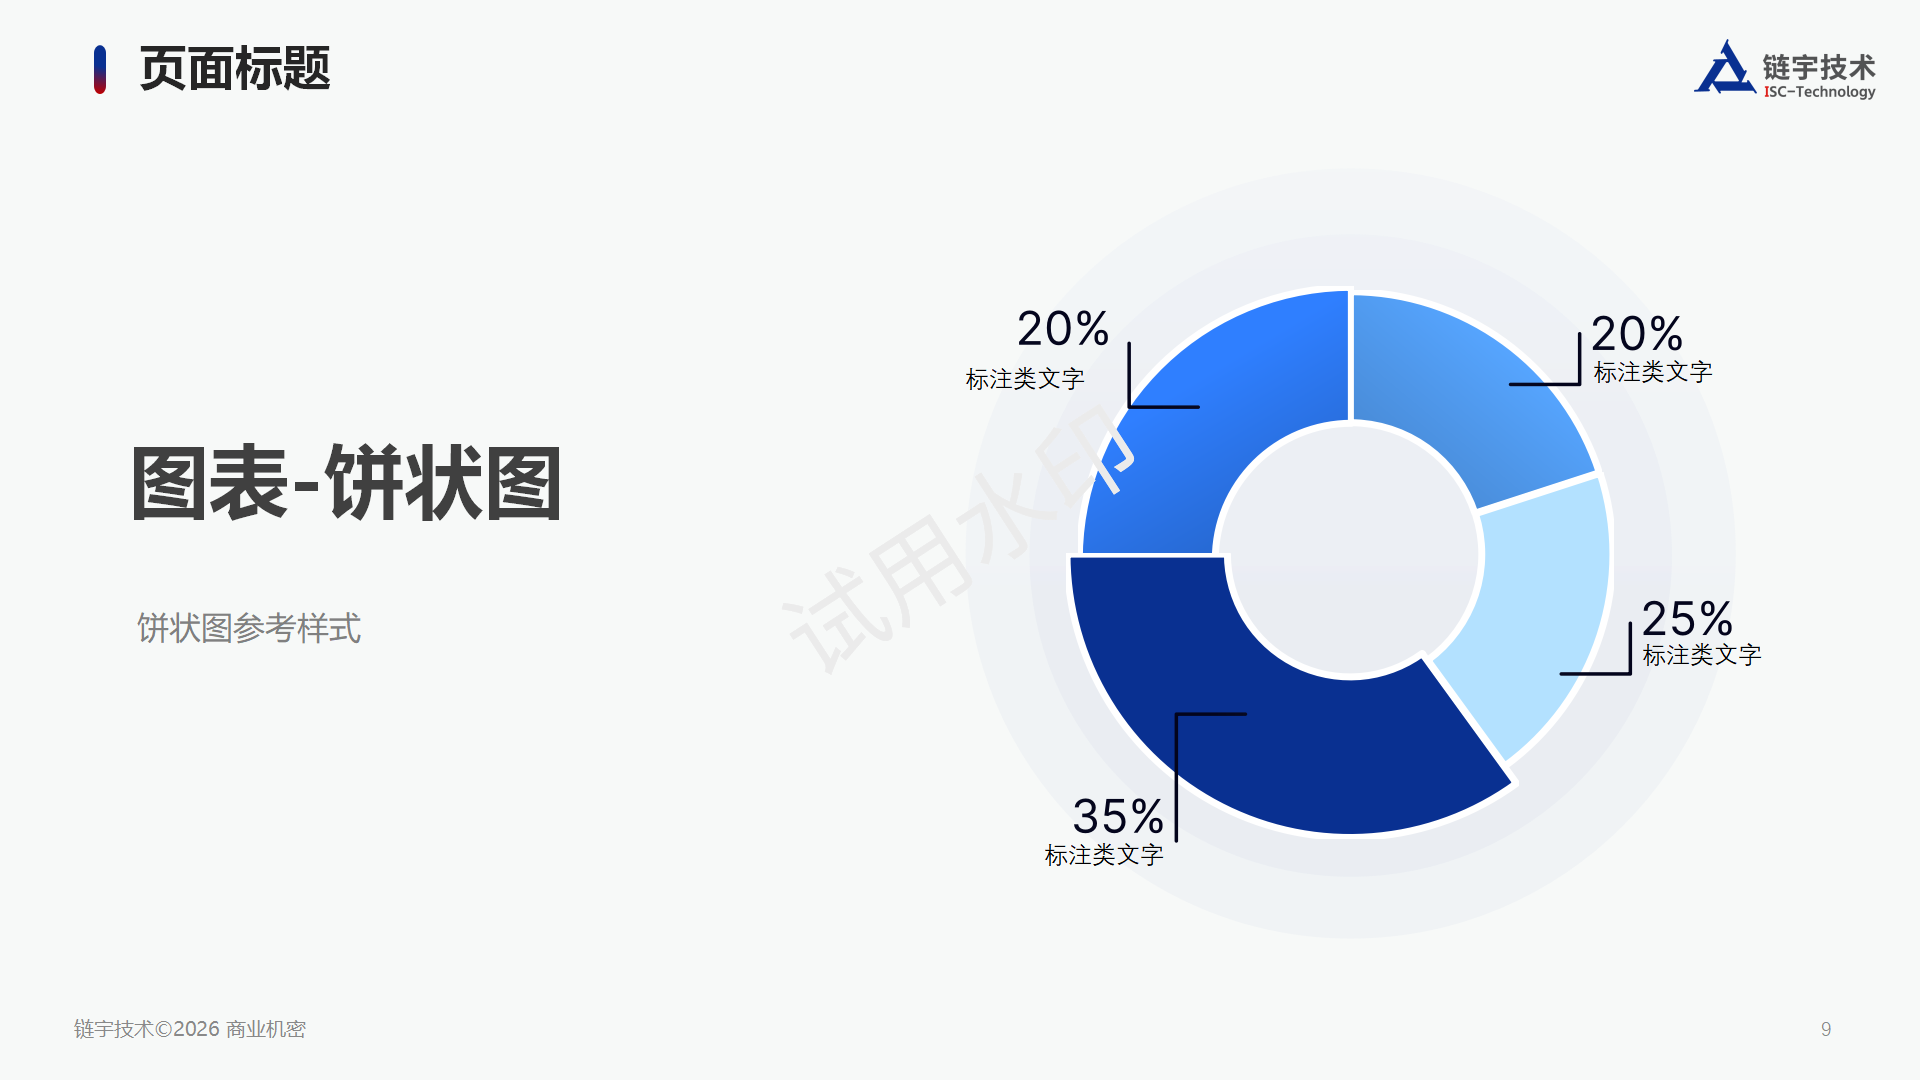 页面标题
链宇技术
ISC-Technology
20%
标注类文字
20%
标注类文字
图表-饼状图
试用水印
饼状图参考样式
25%
标注类文字
35%
标注类文字
链宇技术©2026 商业机密
9